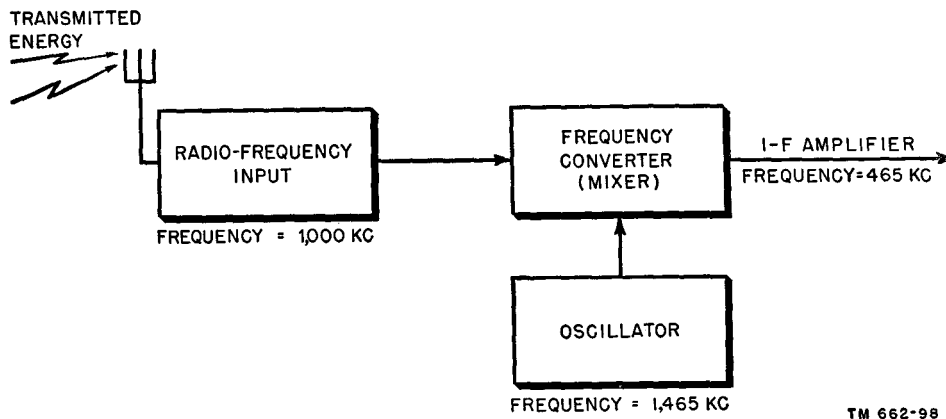 TRANSMITTED
ENERGY
RADIO-FREQUENCY
INPUT
FREQUENCY = 1,000 KC
FREQUENCY
CONVERTER
(MIXER)
I-F AMPLIFIER
FREQUENCY=465 KC
OSCILLATOR
FREQUENCY = 1,465 KC
TM 662-98